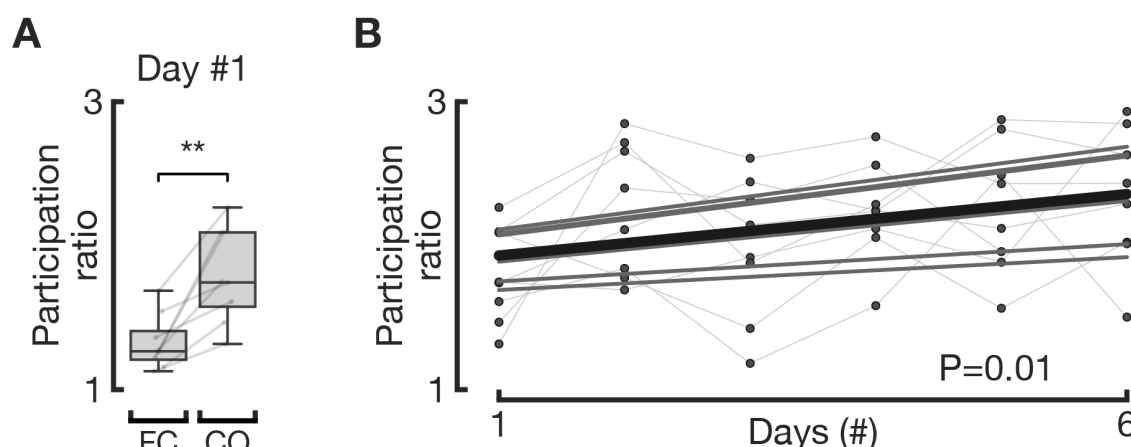 A
Day #1
3
**
Participation
ratio
1
FC
CO
B
3
Participation
ratio
1
P=0.01
1
Days (#)
6